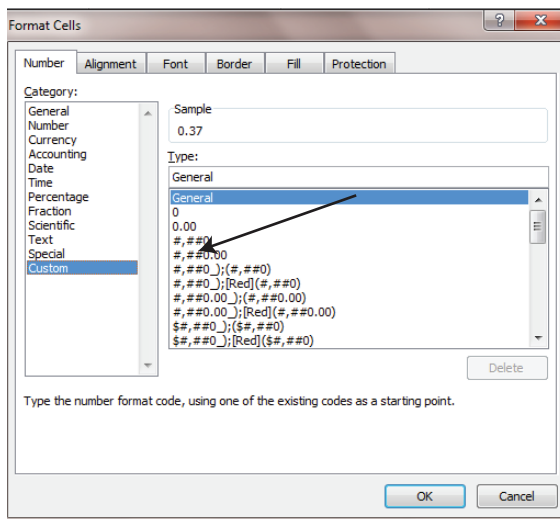 Format Cells
Number Alignment Font Border Fill Protection
Category:
General
Number
Currency
Accounting
Date
Time
Percentage
Fraction
Scientific
Text
Special
Custom
Sample
0.37
Type:
General
General
0
0.00
#,##0
#,##0.00
#,##0_);(#,##0)
#,##0_);[Red](#,##0)
#,##0.00_);(#,##0.00)
#,##0.00_);[Red](#,##0.00)
$#,##0_);($#,##0)
$#,##0_);[Red]($#,##0)
Delete
Type the number format code, using one of the existing codes as a starting point.
OK Cancel